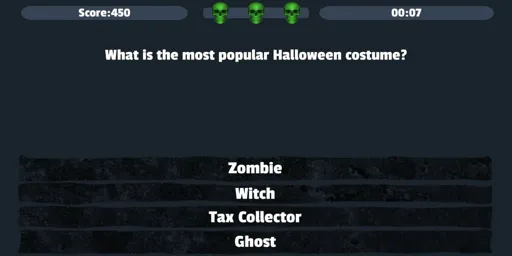 Score:450
00:07
What is the most popular Halloween costume?
Zombie
Witch
Tax Collector
Ghost